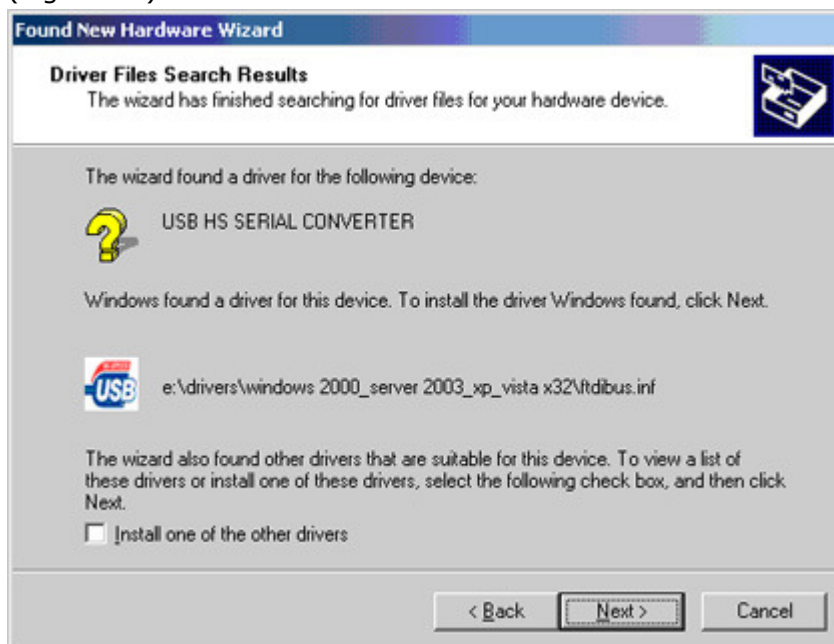 Found New Hardware Wizard
Driver Files Search Results
The wizard has finished searching for driver files for your hardware device.
The wizard found a driver for the following device:
USB HS SERIAL CONVERTER
Windows found a driver for this device. To install the driver Windows found, click Next.
USB
e:\drivers\windows 2000_server 2003_xp_vista x32\ftdibus.inf
The wizard also found other drivers that are suitable for this device. To view a list of
these drivers or install one of these drivers, select the following check box, and then click
Next.
Install one of the other drivers
< Back Next > Cancel